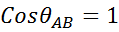 Cosθ_AB = 1